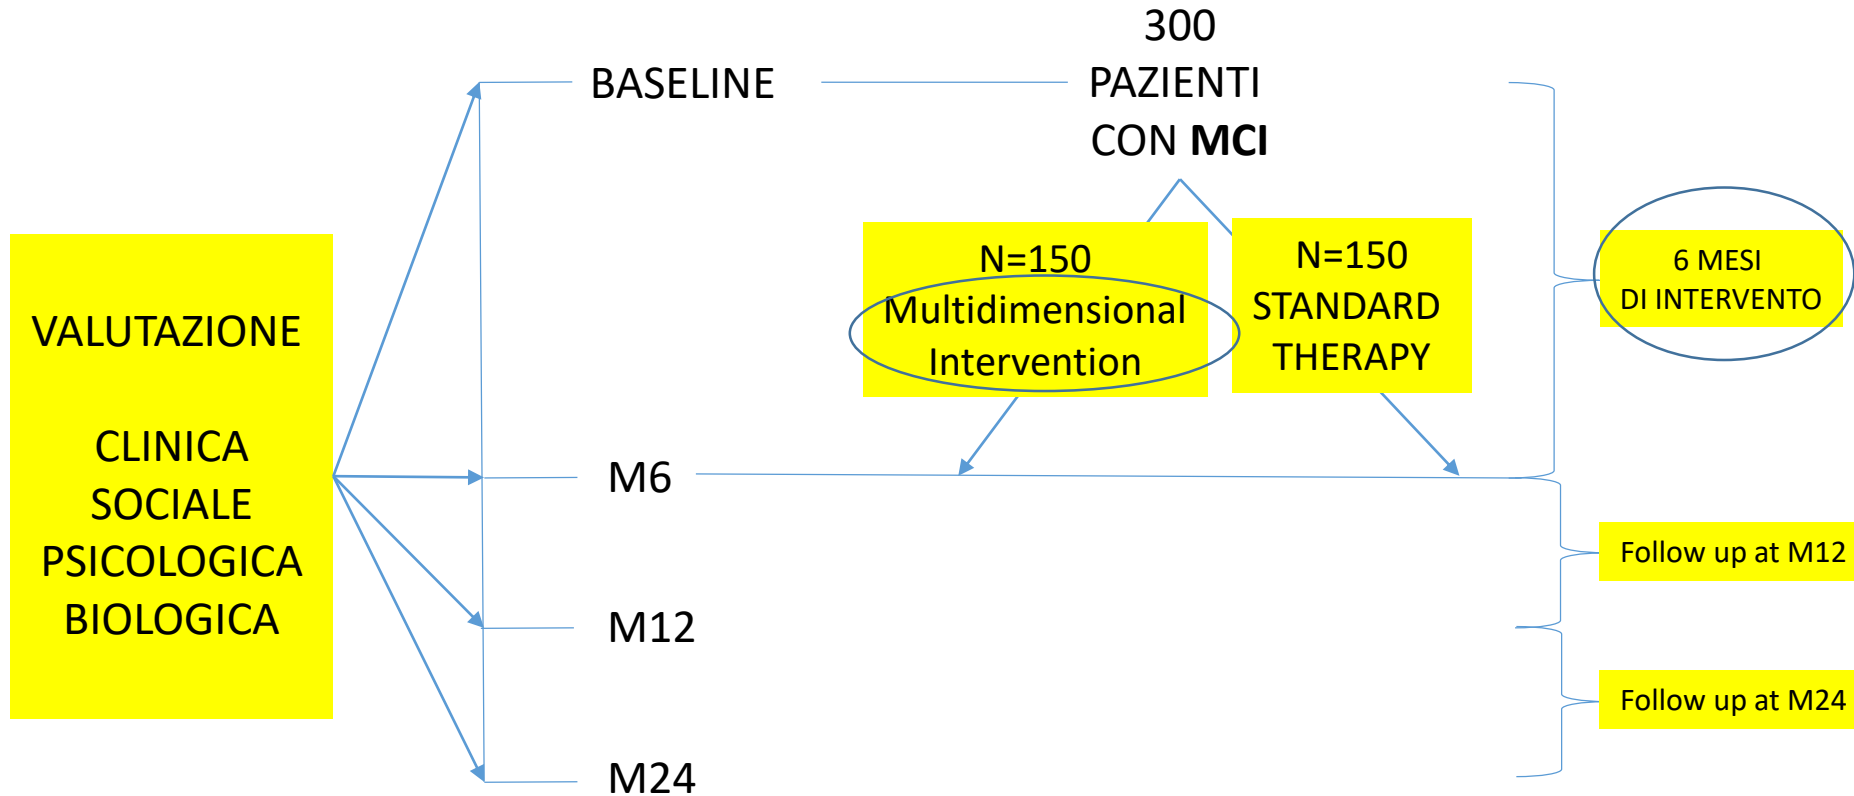 300
BASELINE
PAZIENTI
CON MCI
N=150
Multidimensional
Intervention
N=150
STANDARD
THERAPY
6 MESI
DI INTERVENTO
VALUTAZIONE
CLINICA
SOCIALE
PSICOLOGICA
BIOLOGICA
M6
M12
M24
Follow up at M12
Follow up at M24